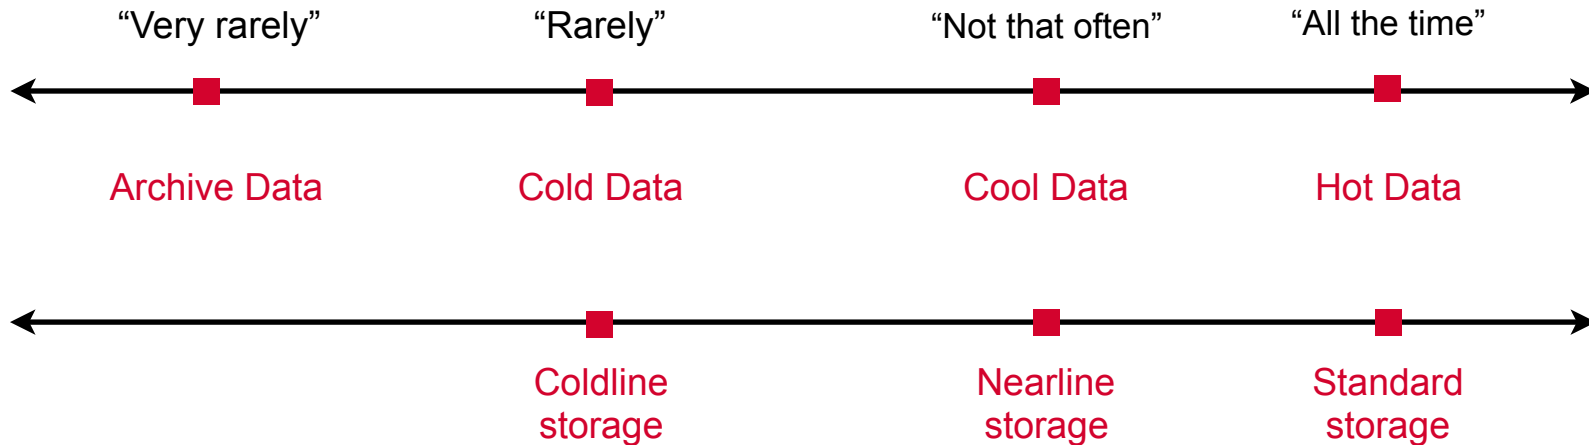 “Very rarely”
“Rarely”
“Not that often”
“All the time”
Archive Data
Cold Data
Cool Data
Hot Data
Coldline
storage
Nearline
storage
Standard
storage